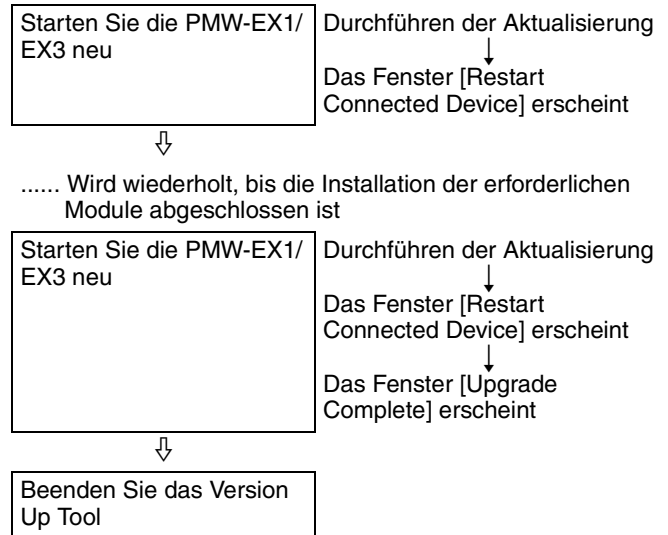 Starten Sie die PMW-EX1/
EX3 neu
Durchführen der Aktualisierung
Das Fenster [Restart
Connected Device] erscheint
...... Wird wiederholt, bis die Installation der erforderlichen
Module abgeschlossen ist
Starten Sie die PMW-EX1/
EX3 neu
Durchführen der Aktualisierung
Das Fenster [Restart
Connected Device] erscheint
Das Fenster [Upgrade
Complete] erscheint
Beenden Sie das Version
Up Tool